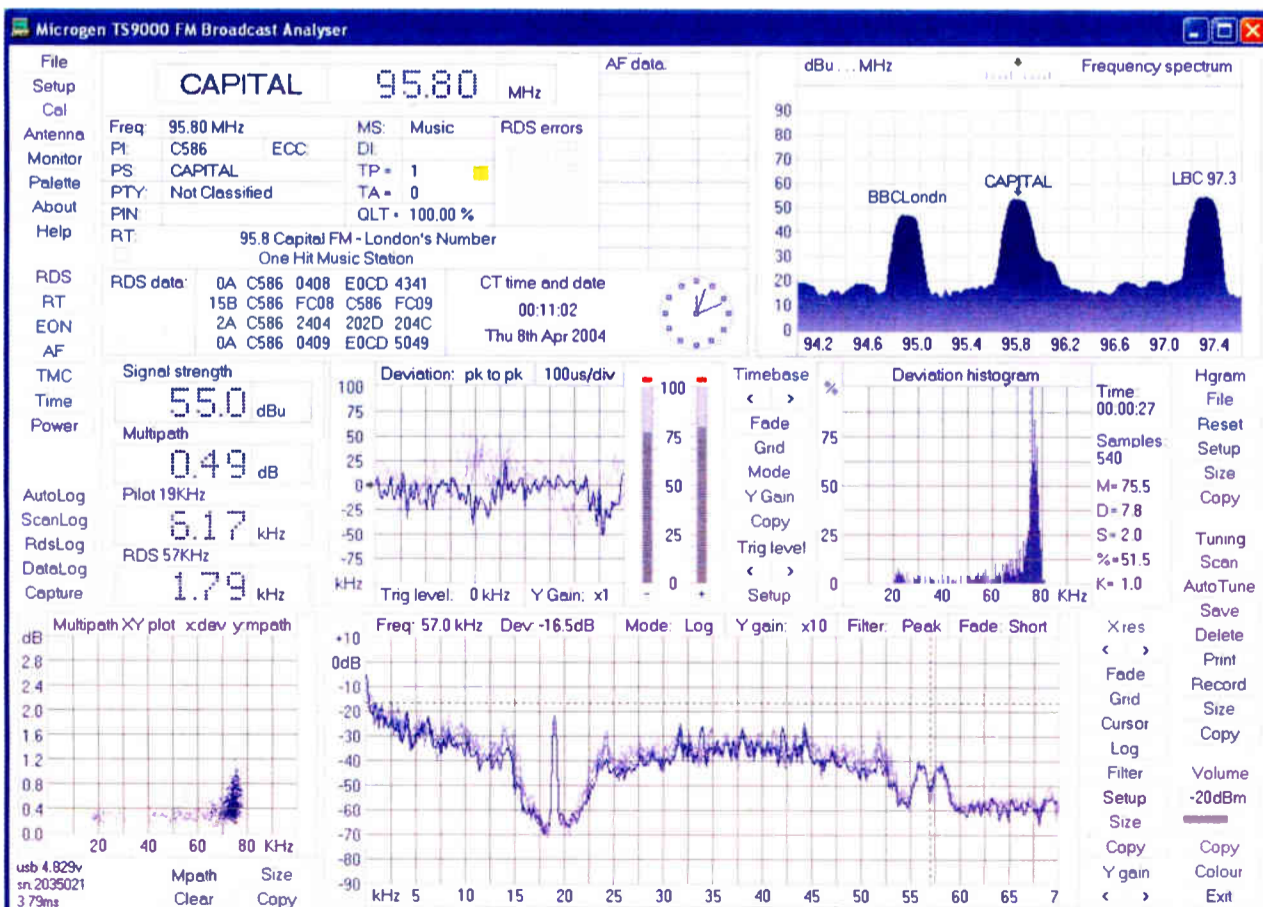 Microgen TS9000 FM Broadcast Analyser
File
Setup
Cal
Antenna
Monitor
Palette
About
Help
RDS
RT
EON
AF
TMC
Time
Power
AutoLog
ScanLog
RdsLog
DataLog
Capture
CAPITAL 95.80 MHz
Freq: 95.80 MHz MS: Music RDS errors
PI: C586 ECC: DI:
PS CAPITAL TP = 1
PTY: Not Classified TA = 0
PIN: QLT = 100.00 %
RT: 95.8 Capital FM - London's Number
One Hit Music Station
AF data:
RDS data: 0A C586 0408 E0CD 4341
15B C586 FC08 C586 FC09
2A C586 2404 202D 204C
0A C586 0409 E0CD 5049
CT time and date
00:11:02
Thu 8th Apr 2004
dBu ... MHz Frequency spectrum
90
80
70
60
50
40
30
20
10
0
BBCLondn CAPITAL LBC 97.3
94.2 94.6 95.0 95.4 95.8 96.2 96.6 97.0 97.4
Signal strength
55.0 dBu
Multipath
0.49 dB
Pilot 19KHz
6.17 kHz
RDS 57KHz
1.79 kHz
Deviation: pk to pk 100us/div
100
75
50
25
0
-25
-50
-75
kHz
Trig level: 0 kHz Y Gain: x1
100
75
50
25
0
- +
Timebase
< >
Fade
Grid
Mode
Y Gain
Copy
Trig level
< >
Setup
Deviation histogram
%
75
50
25
0
20 40 60 80 KHz
Time:
00:00:27
Samples:
540
M= 75.5
D= 7.8
S= 2.0
%=51.5
K= 1.0
Hgram
File
Reset
Setup
Size
Copy
Tuning
Scan
AutoTune
Save
Delete
Print
Record
Size
Copy
Volume
-20dBm
Copy
Colour
Exit
Multipath XY plot x:dev y:mpath
dB
2.8
2.4
2.0
1.6
1.2
0.8
0.4
0.0
20 40 60 80 KHz
usb 4.829v
sn. 2035021
3.79ms
Mpath Size
Clear Copy
Freq: 57.0 kHz Dev: -16.5dB Mode: Log Y gain: x10 Filter: Peak Fade: Short
+10
0dB
-10
-20
-30
-40
-50
-60
-70
-80
-90
kHz 5 10 15 20 25 30 35 40 45 50 55 60 65 7
X res
< >
Fade
Grid
Cursor
Log
Filter
Setup
Size
Copy
Y gain
< >